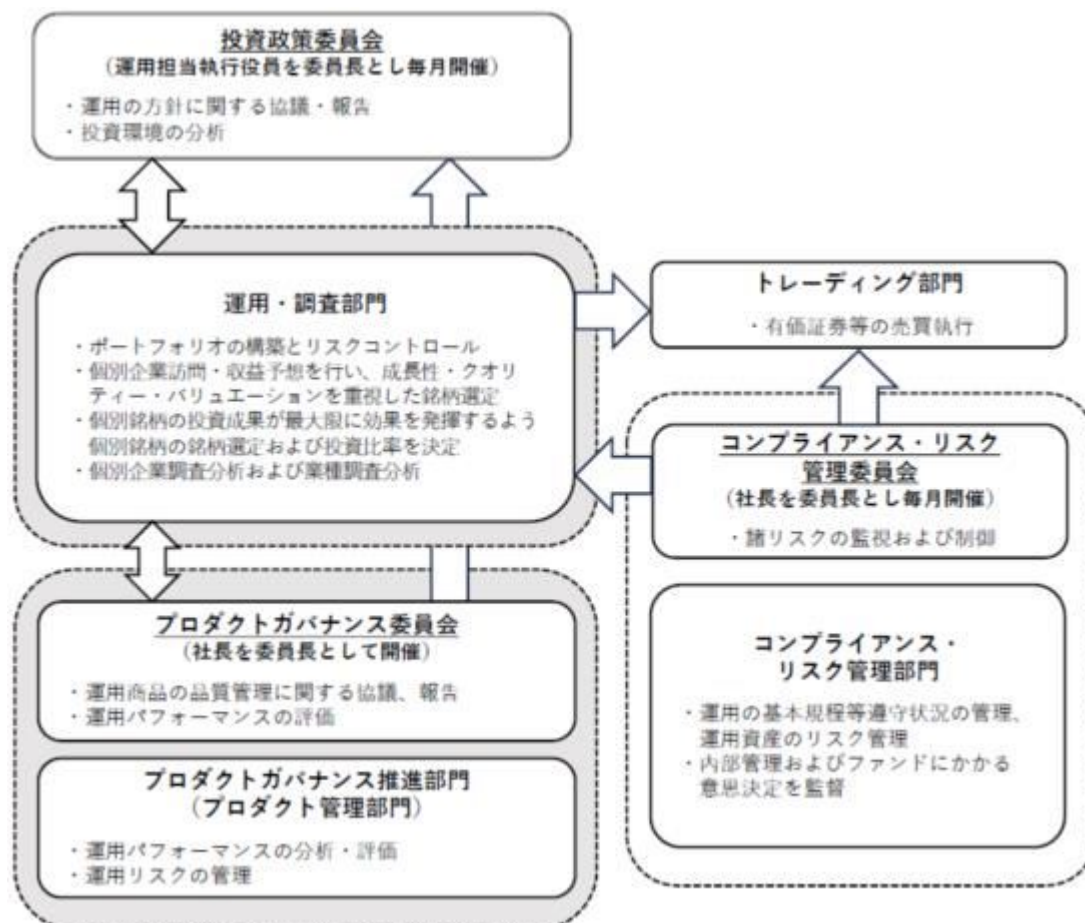 投資政策委員会
（運用担当執行役員を委員長とし毎月開催）
・運用の方針に関する協議・報告
・投資環境の分析
運用・調査部門
・ポートフォリオの構築とリスクコントロール
・個別企業訪問・収益予想を行い、成長性・クオリ
ティー・バリュエーションを重視した銘柄選定
・個別銘柄の投資成果が最大限に効果を発揮するよう
個別銘柄の銘柄選定および投資比率を決定
・個別企業調査分析および業種調査分析
トレーディング部門
・有価証券等の売買執行
コンプライアンス・リスク
管理委員会
（社長を委員長とし毎月開催）
・諸リスクの監視および制御
プロダクトガバナンス委員会
（社長を委員長として開催）
・運用商品の品質管理に関する協議、報告
・運用パフォーマンスの評価
コンプライアンス・
リスク管理部門
・運用の基本規程等遵守状況の管理、
運用資産のリスク管理
・内部管理およびファンドにかかる
意思決定を監督
プロダクトガバナンス推進部門
（プロダクト管理部門）
・運用パフォーマンスの分析・評価
・運用リスクの管理